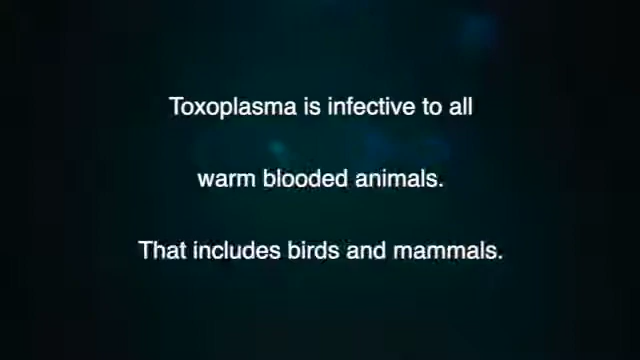 Toxoplasma is infective to all
warm blooded animals.
That includes birds and mammals.